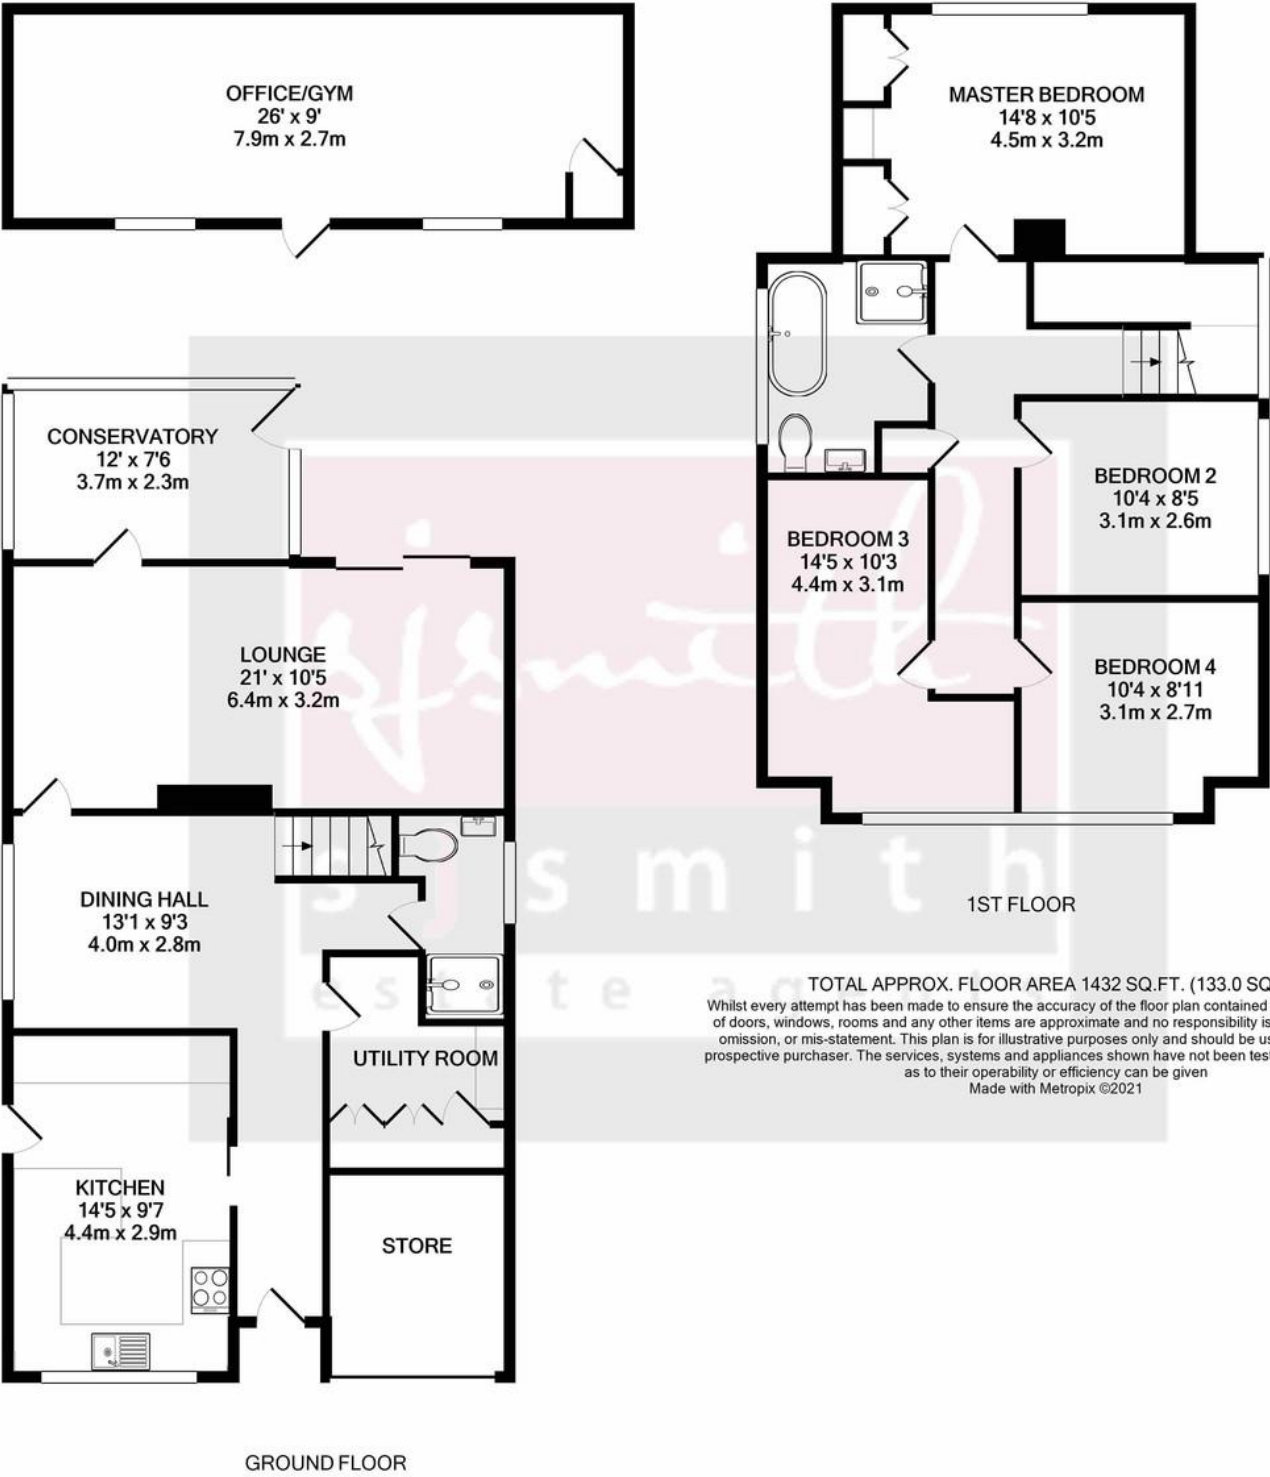 OFFICE/GYM
26' x 9'
7.9m x 2.7m
MASTER BEDROOM
14'8 x 10'5
4.5m x 3.2m
CONSERVATORY
12' x 7'6
3.7m x 2.3m
BEDROOM 2
10'4 x 8'5
3.1m x 2.6m
BEDROOM 3
14'5 x 10'3
4.4m x 3.1m
LOUNGE
21' x 10'5
6.4m x 3.2m
BEDROOM 4
10'4 x 8'11
3.1m x 2.7m
sjsmith
sjsmith
estate agents
DINING HALL
13'1 x 9'3
4.0m x 2.8m
1ST FLOOR
UTILITY ROOM
KITCHEN
14'5 x 9'7
4.4m x 2.9m
STORE
GROUND FLOOR
TOTAL APPROX. FLOOR AREA 1432 SQ.FT. (133.0 SQ
Whilst every attempt has been made to ensure the accuracy of the floor plan contained
of doors, windows, rooms and any other items are approximate and no responsibility is
omission, or mis-statement. This plan is for illustrative purposes only and should be us
prospective purchaser. The services, systems and appliances shown have not been test
as to their operability or efficiency can be given
Made with Metropix ©2021